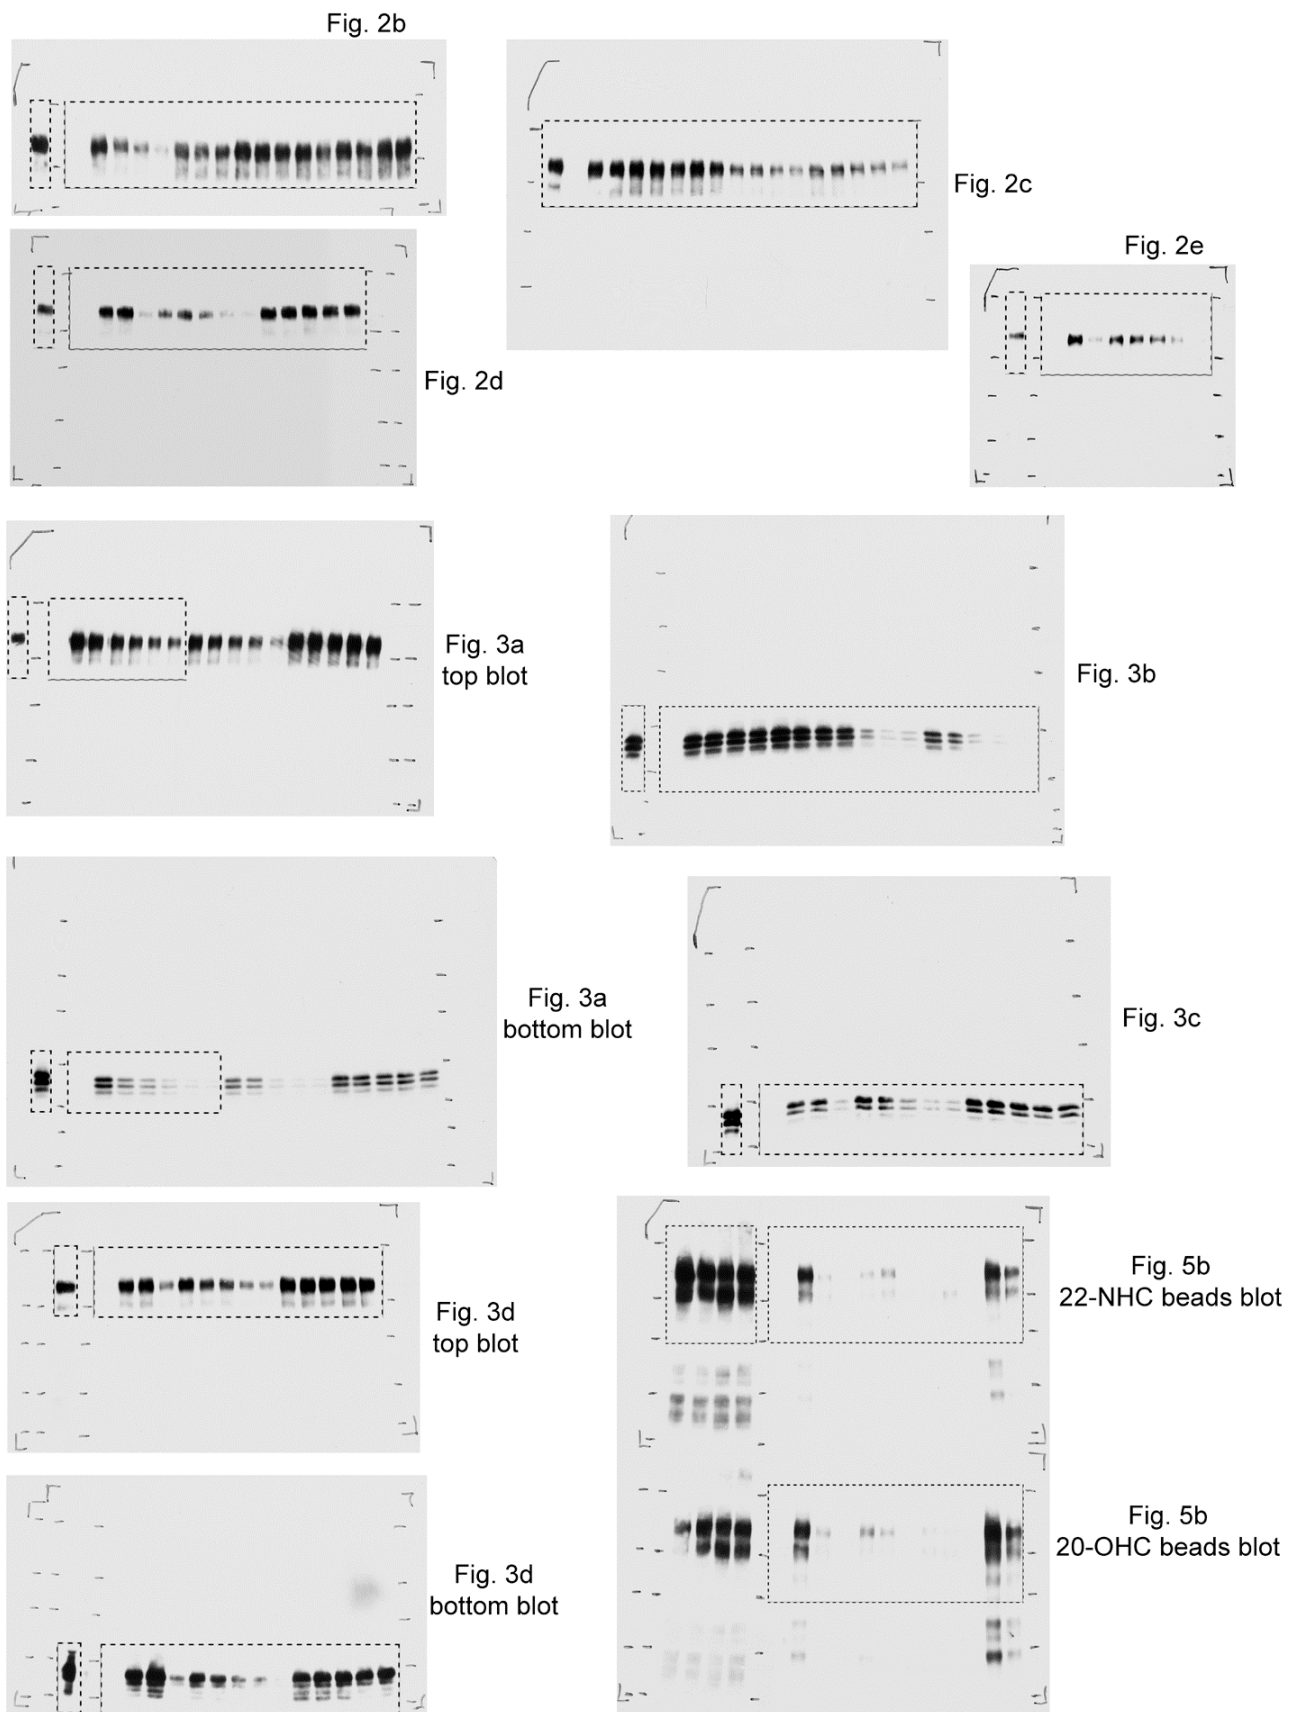 Fig. 2b
Fig. 2c
Fig. 2e
Fig. 2d
Fig. 3a
top blot
Fig. 3b
Fig. 3a
bottom blot
Fig. 3c
Fig. 3d
top blot
Fig. 5b
22-NHC beads blot
Fig. 5b
20-OHC beads blot
Fig. 3d
bottom blot